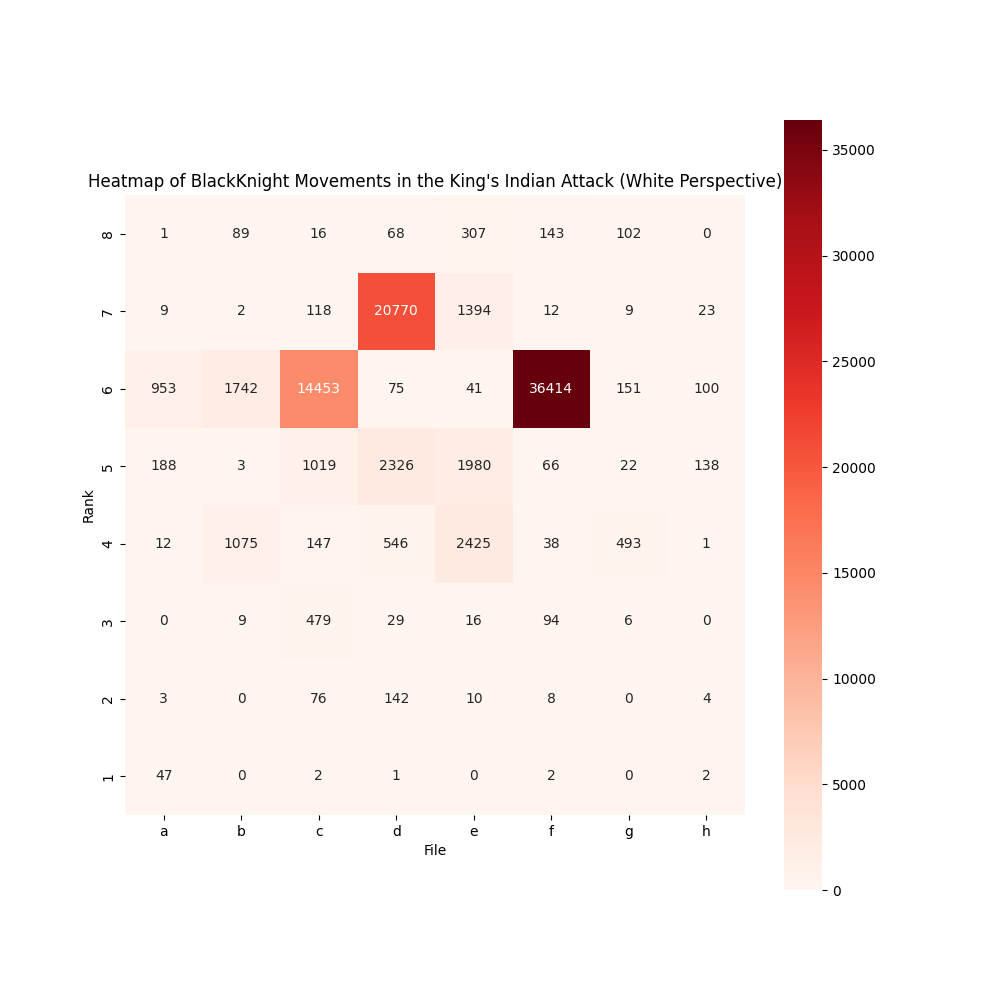 Heatmap of BlackKnight Movements in the King's Indian Attack (White Perspective)
8 1 89 16 68 307 143 102 0
7 9 2 118 20770 1394 12 9 23
6 953 1742 14453 75 41 36414 151 100
5 188 3 1019 2326 1980 66 22 138
4 12 1075 147 546 2425 38 493 1
3 0 9 479 29 16 94 6 0
2 3 0 76 142 10 8 0 4
1 47 0 2 1 0 2 0 2
a b c d e f g h
File
Rank
35000
30000
25000
20000
15000
10000
5000
0